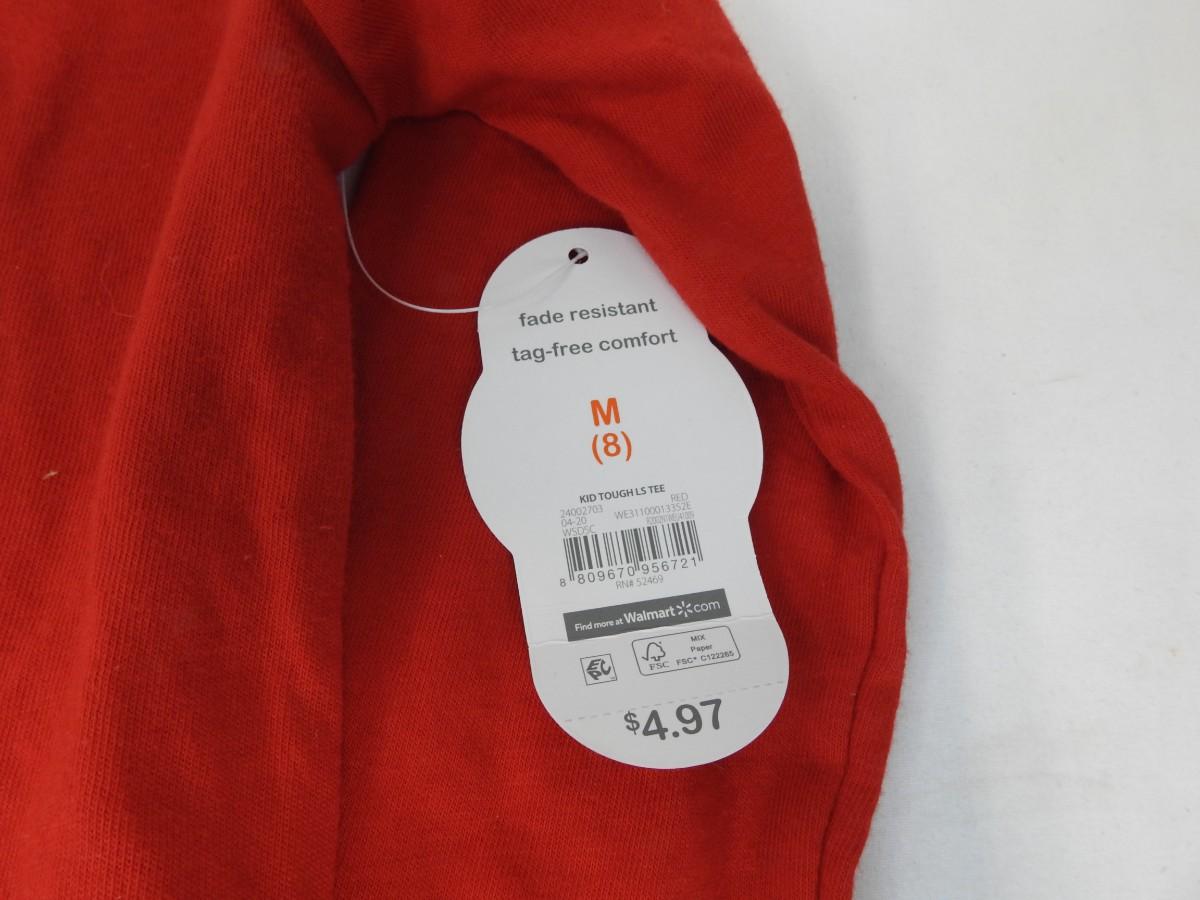 fade resistant
tag-free comfort
M
(8)
KID TOUGH LS TEE
24002703 RED
04-20 WE31100013352E
WSDSC
8 809670 956721
RN# 52469
Find more at Walmart com
EPC
FSC
MIX
Paper
FSC® C122265
$4.97